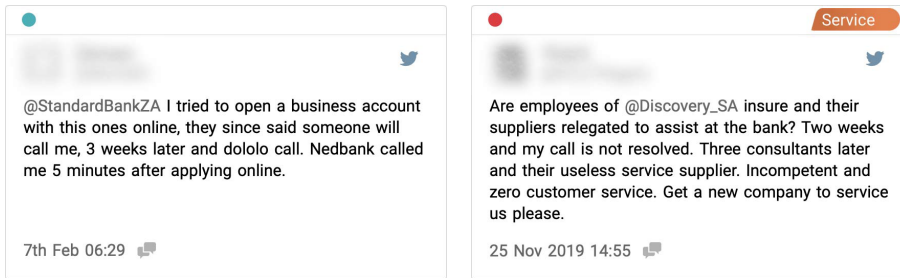 @StandardBankZA I tried to open a business account
with this ones online, they since said someone will
call me, 3 weeks later and dololo call. Nedbank called
me 5 minutes after applying online.
7th Feb 06:29
Service
Are employees of @Discovery_SA insure and their
suppliers relegated to assist at the bank? Two weeks
and my call is not resolved. Three consultants later
and their useless service supplier. Incompetent and
zero customer service. Get a new company to service
us please.
25 Nov 2019 14:55